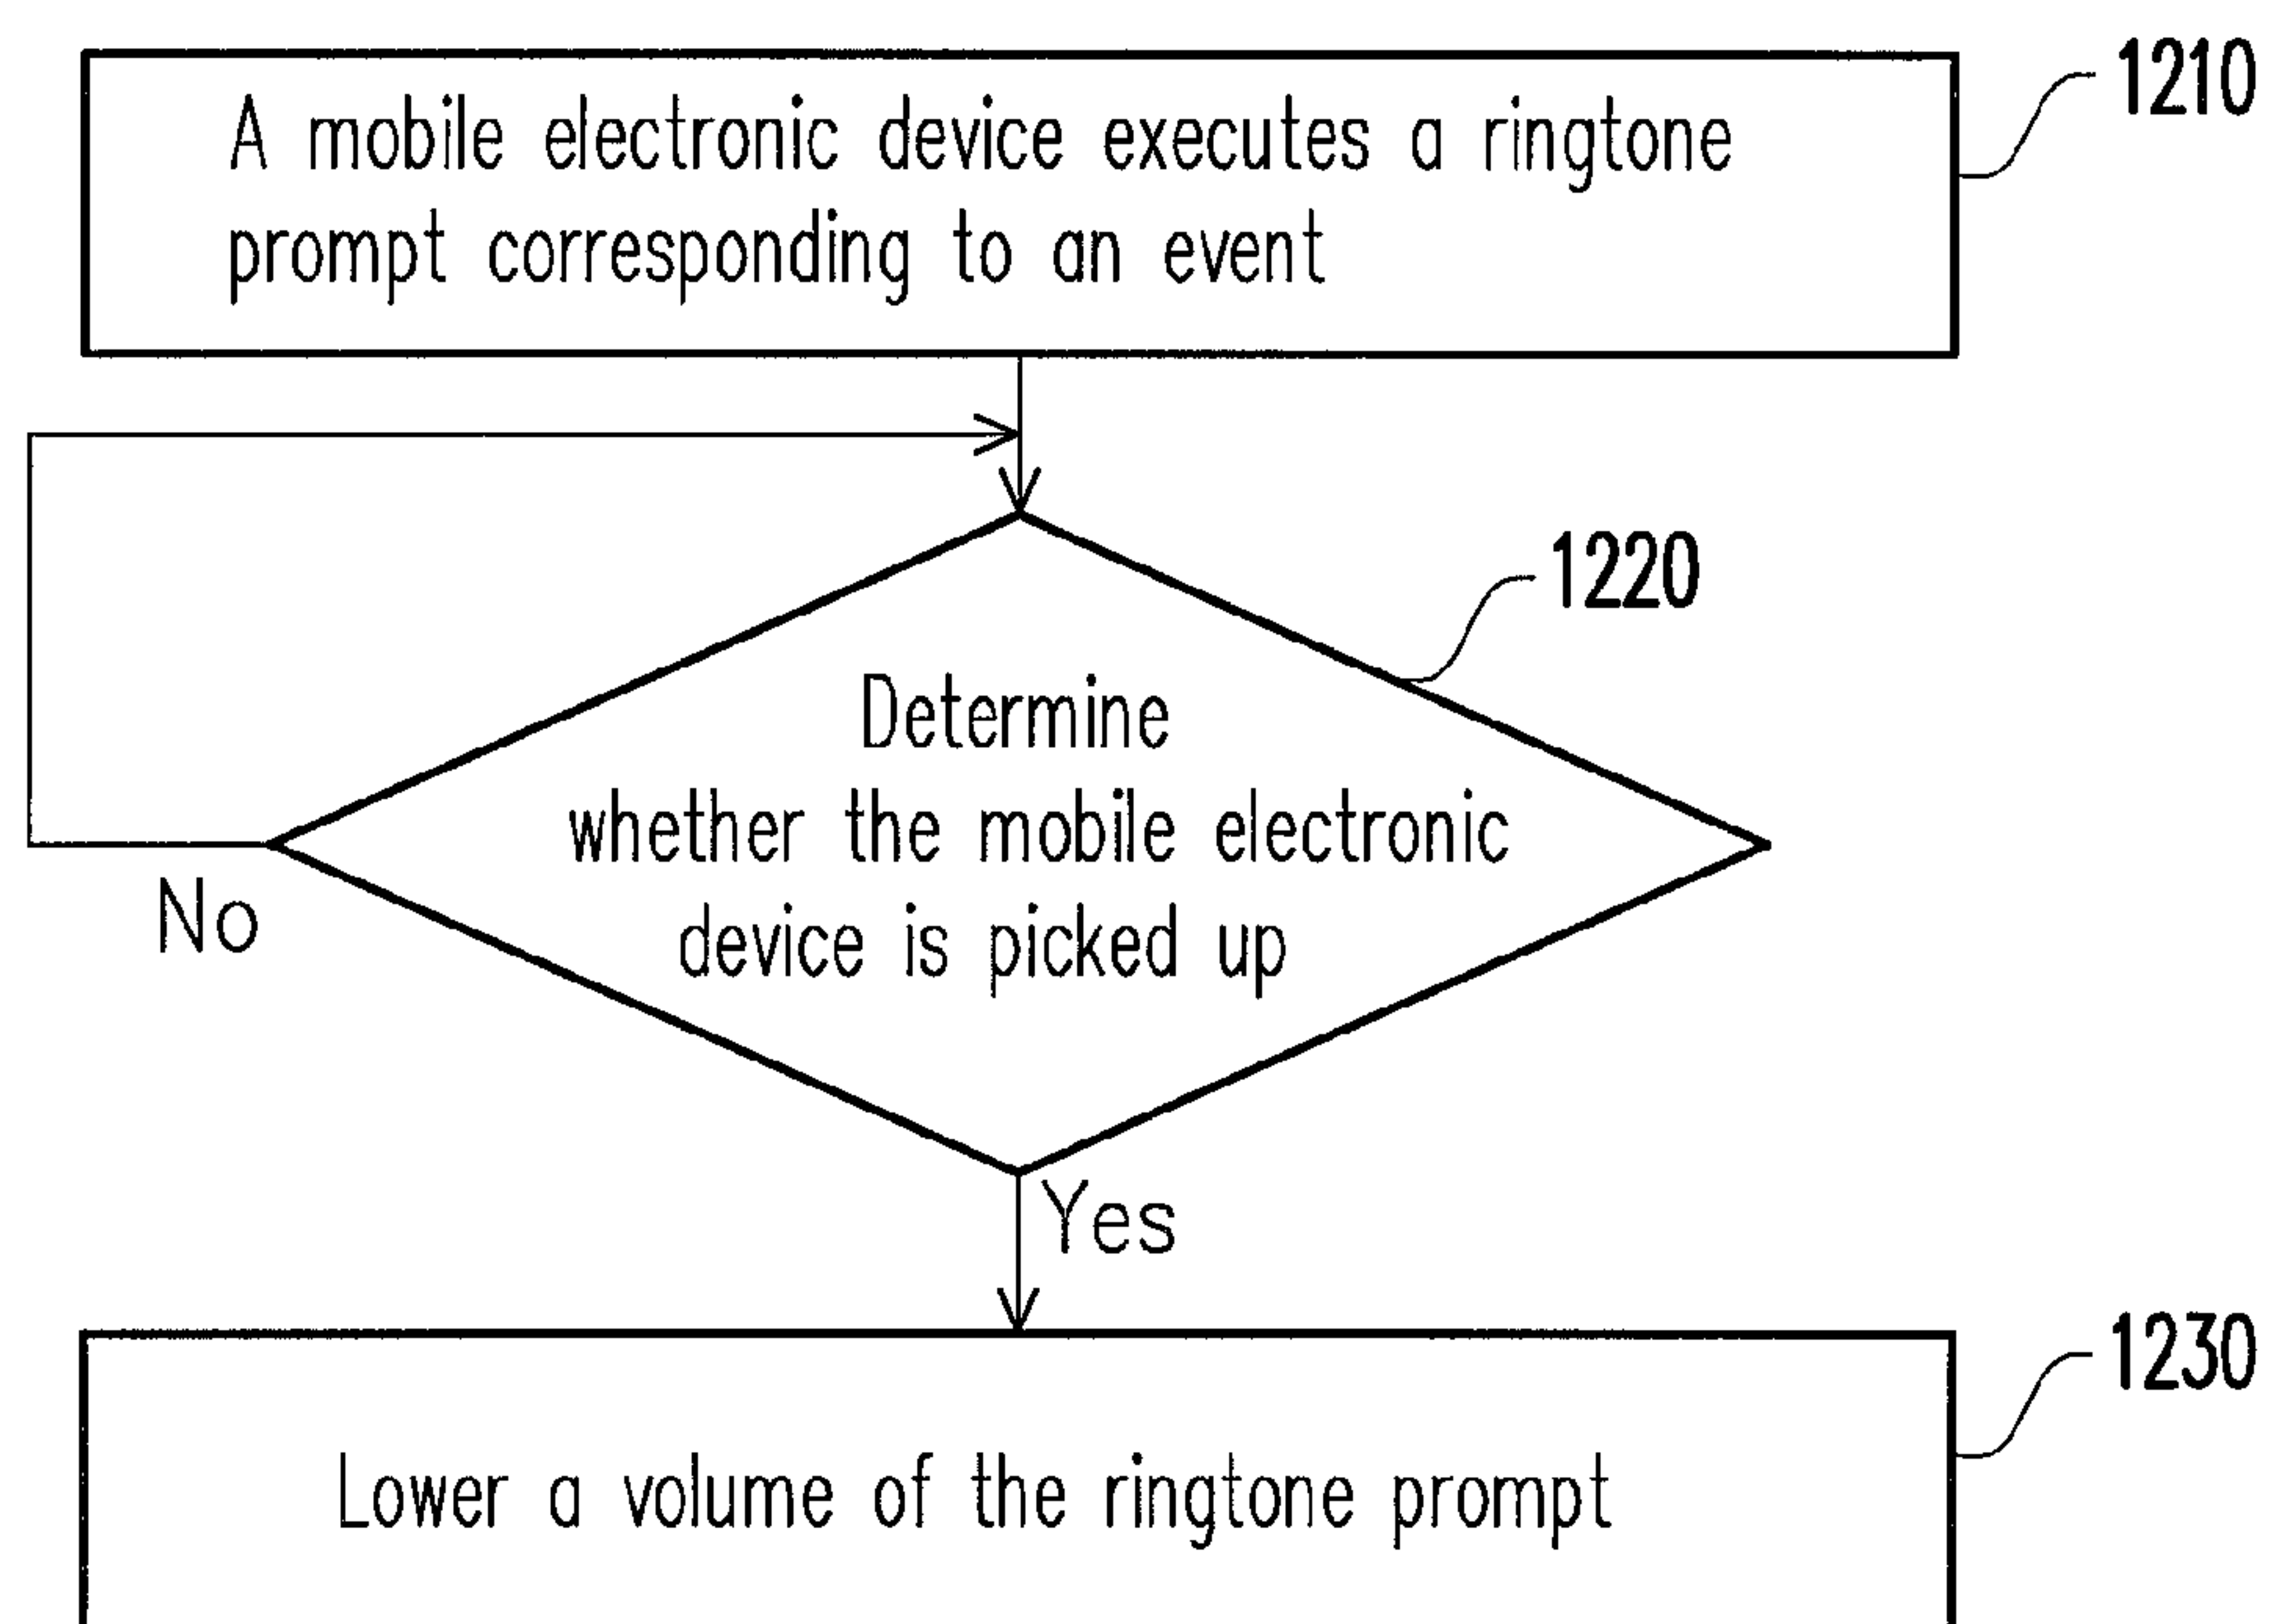 1210
A mobile electronic device executes a ringtone
prompt corresponding to an event
1220
Determine
whether the mobile electronic
device is picked up
No
Yes
1230
Lower a volume of the ringtone prompt